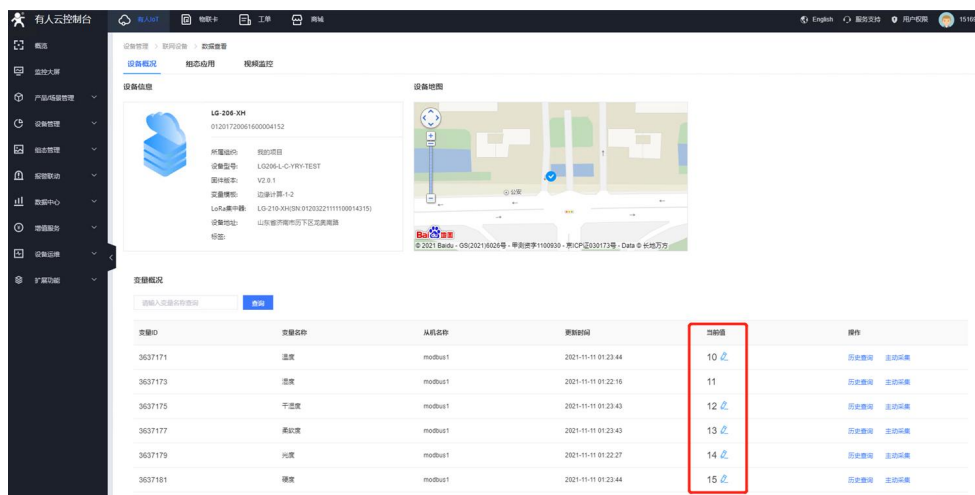 有人云控制台
有人IoT
物联卡
工单
商城
English
服务支持
用户权限
15169
概览
监控大屏
产品/场景管理
设备管理
组态管理
报警联动
数据中心
增值服务
设备运维
扩展功能
设备管理 > 联网设备 > 数据查看
设备概况 组态应用 视频监控
设备信息
LG-206-XH
01201720061600004152
所属组织: 我的项目
设备型号: LG206-L-C-YRY-TEST
固件版本: V2.0.1
变量模板: 边缘计算-1-2
LoRa集中器: LG-210-XH(SN:01203221111100014315)
设备地址: 山东省济南市历下区龙奥南路
标签:
设备地图
公安
Bai 地图
© 2021 Baidu - GS(2021)6026号 - 甲测资字1100930 - 京ICP证030173号 - Data © 长地万方
变量概况
请输入变量名称查询 查询
变量ID 变量名称 从机名称 更新时间 当前值 操作
3637171 温度 modbus1 2021-11-11 01:23:44 10 历史查询 主动采集
3637173 湿度 modbus1 2021-11-11 01:22:16 11 历史查询 主动采集
3637175 干湿度 modbus1 2021-11-11 01:23:43 12 历史查询 主动采集
3637177 柔软度 modbus1 2021-11-11 01:23:43 13 历史查询 主动采集
3637179 光度 modbus1 2021-11-11 01:22:27 14 历史查询 主动采集
3637181 硬度 modbus1 2021-11-11 01:23:44 15 历史查询 主动采集